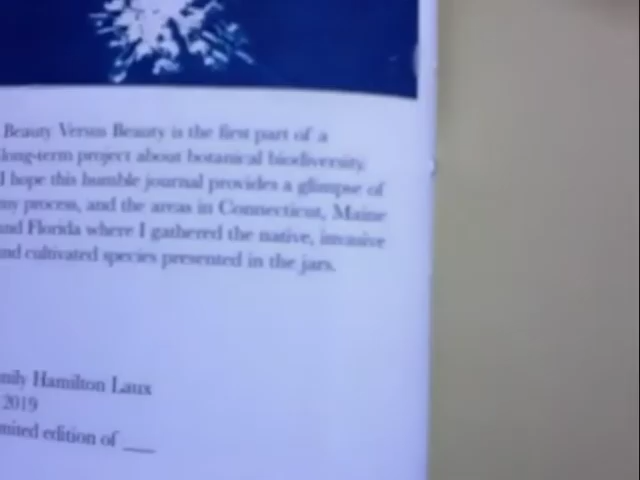 Beauty Versus Beauty is the first part of a
long-term project about botanical biodiversity.
I hope this humble journal provides a glimpse of
my process, and the areas in Connecticut, Maine
and Florida where I gathered the native, invasive
and cultivated species presented in the jars.
mily Hamilton Laux
2019
mited edition of ___